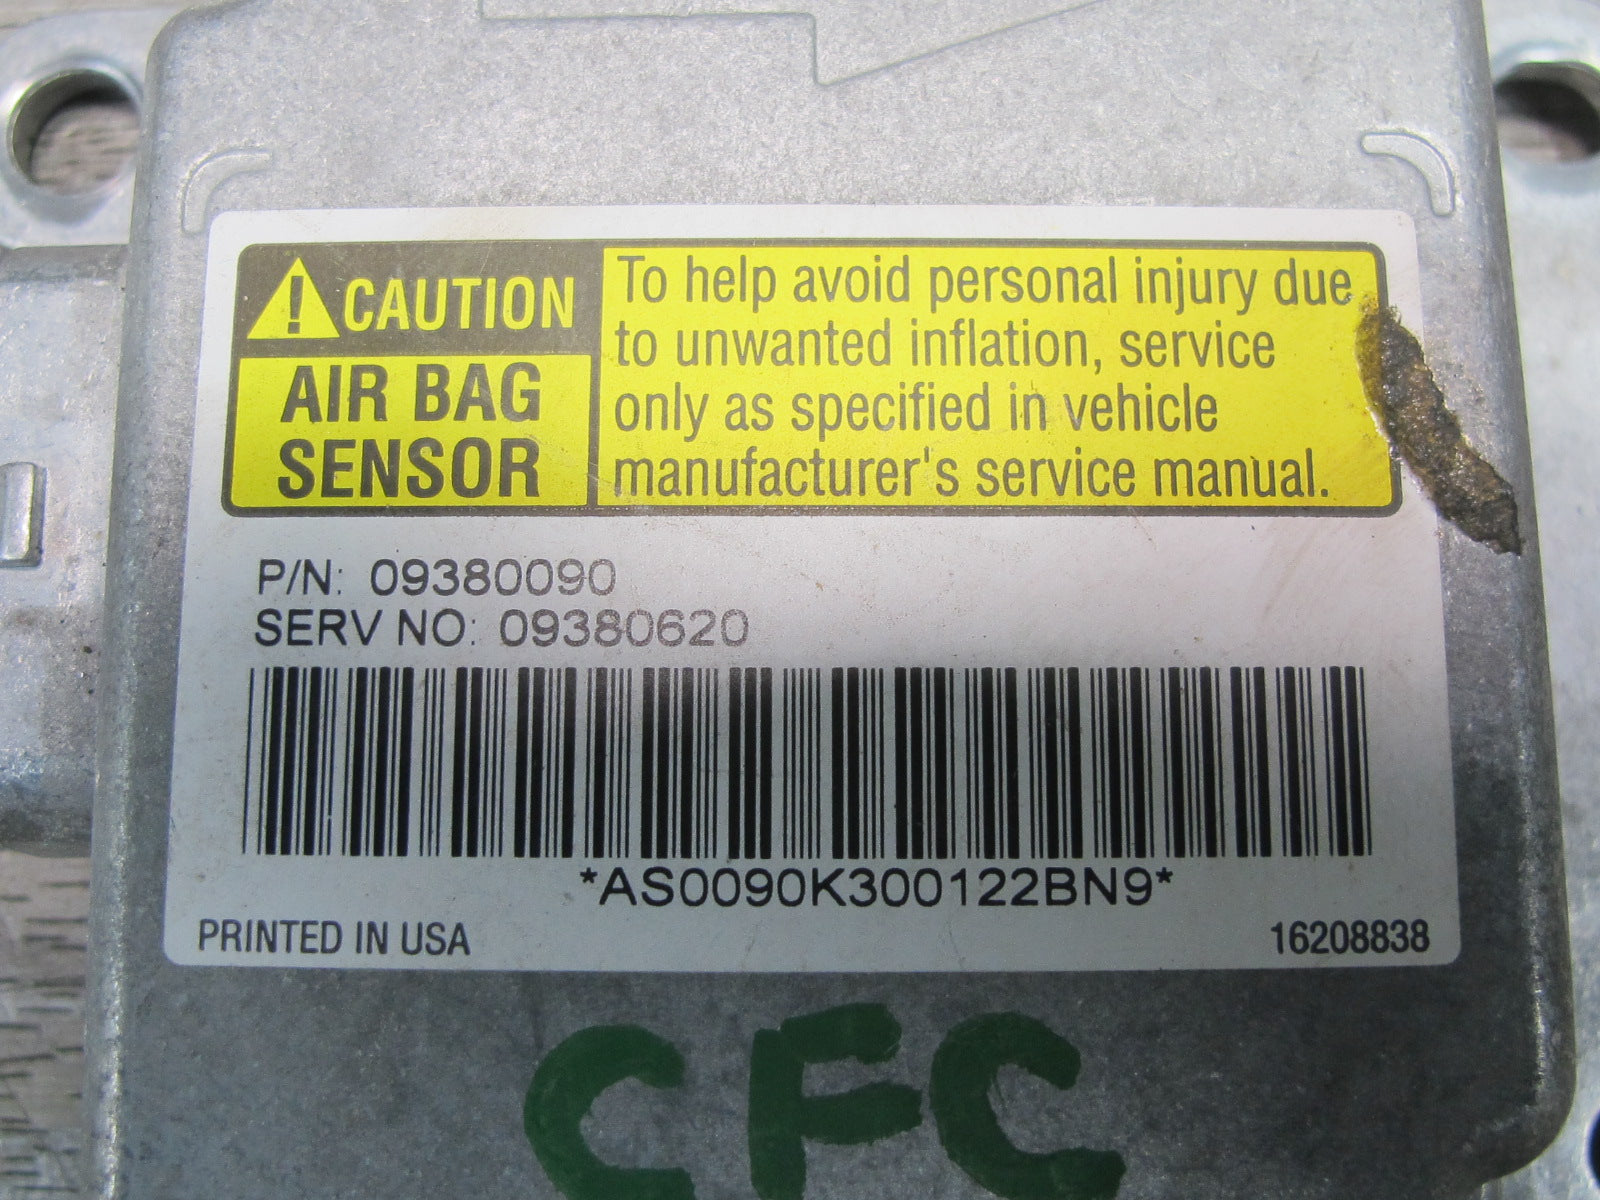 ! CAUTION
AIR BAG
SENSOR
To help avoid personal injury due
to unwanted inflation, service
only as specified in vehicle
manufacturer's service manual.
P/N: 09380090
SERV NO: 09380620
*AS0090K300122BN9*
PRINTED IN USA
16208838
CFC